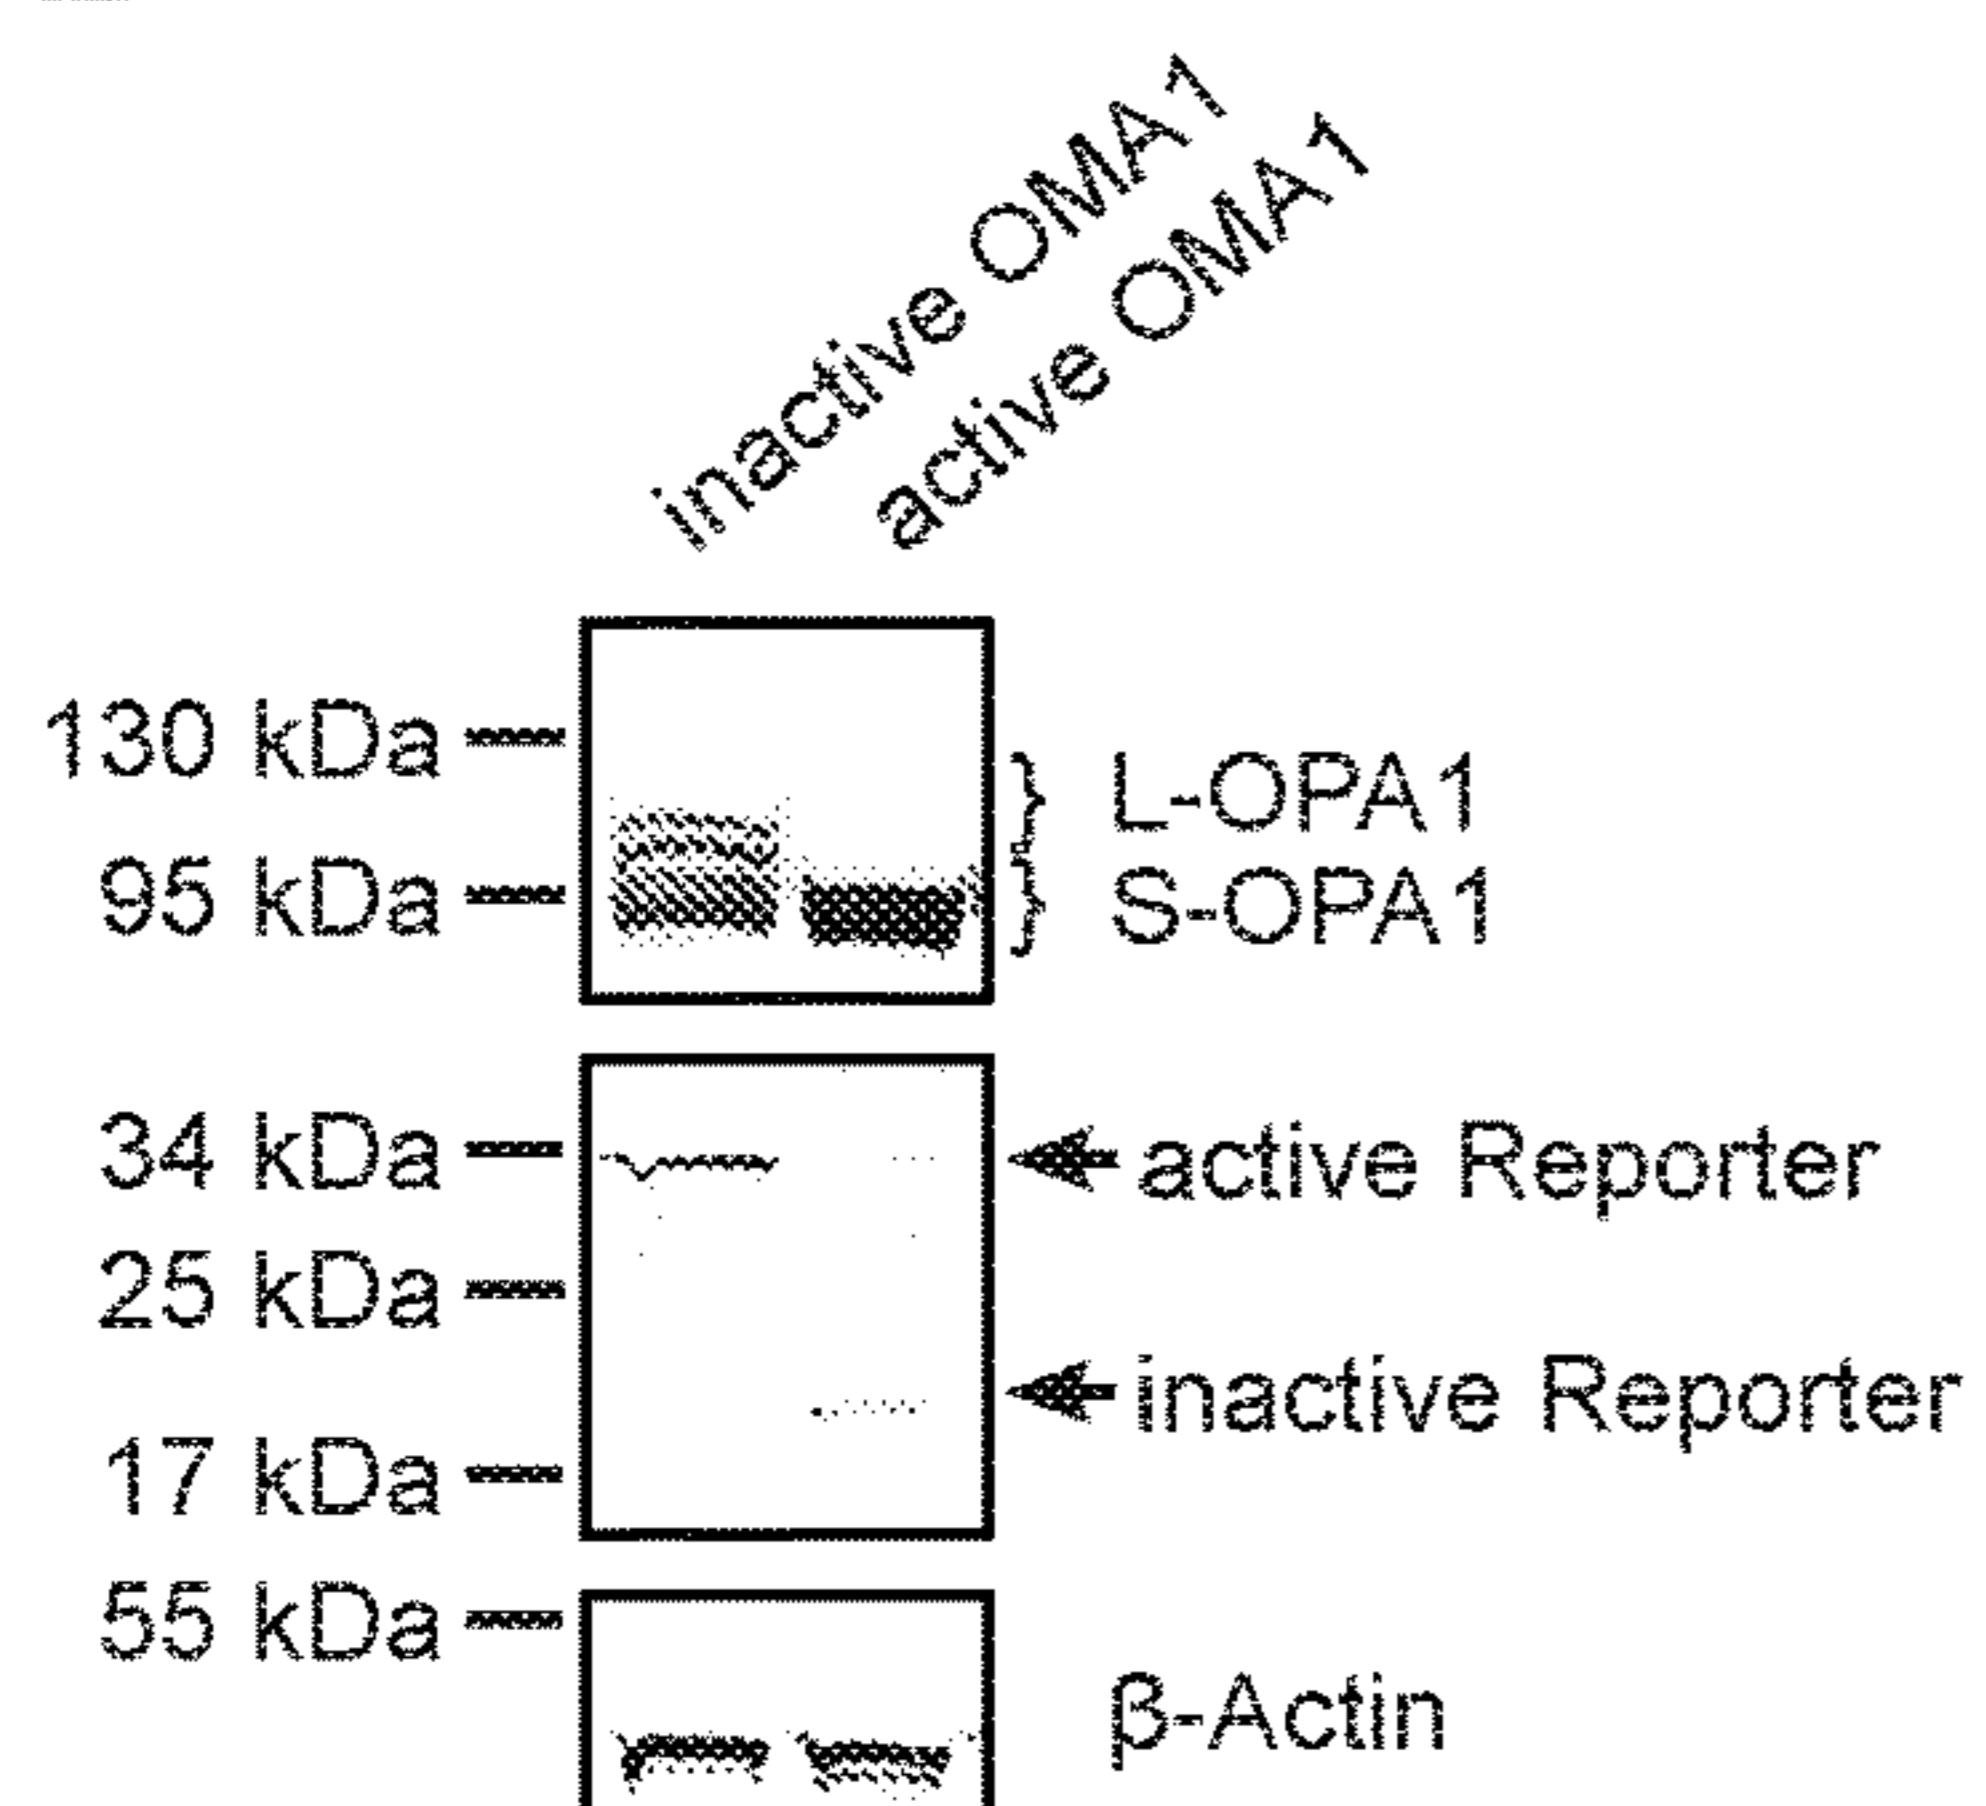 inactive OMA1
active OMA1
130 kDa
L-OPA1
95 kDa
S-OPA1
34 kDa
active Reporter
25 kDa
inactive Reporter
17 kDa
55 kDa
β-Actin